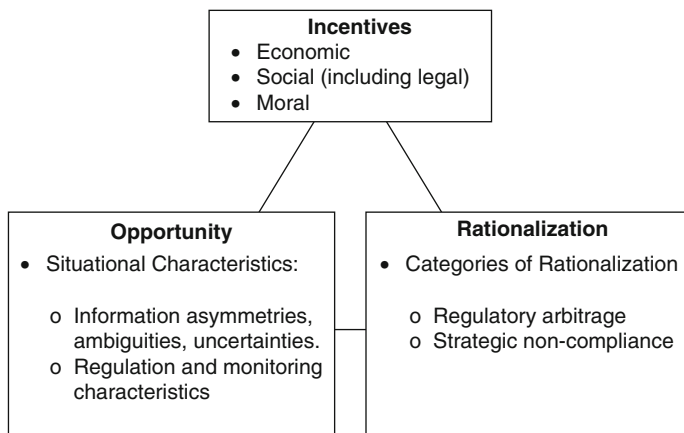 Incentives
• Economic
• Social (including legal)
• Moral
Opportunity
• Situational Characteristics:
o Information asymmetries,
ambiguities, uncertainties.
o Regulation and monitoring
characteristics
Rationalization
• Categories of Rationalization
o Regulatory arbitrage
o Strategic non-compliance